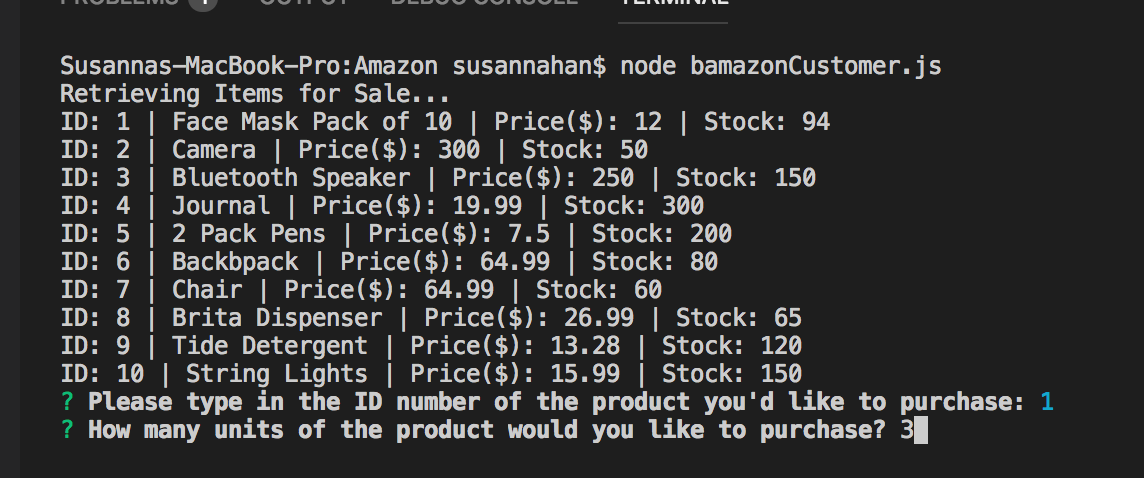 PROBLEMS 1 OUTPUT DEBUG CONSOLE TERMINAL
Susannas-MacBook-Pro:Amazon susannahan$ node bamazonCustomer.js
Retrieving Items for Sale...
ID: 1 | Face Mask Pack of 10 | Price($): 12 | Stock: 94
ID: 2 | Camera | Price($): 300 | Stock: 50
ID: 3 | Bluetooth Speaker | Price($): 250 | Stock: 150
ID: 4 | Journal | Price($): 19.99 | Stock: 300
ID: 5 | 2 Pack Pens | Price($): 7.5 | Stock: 200
ID: 6 | Backbpack | Price($): 64.99 | Stock: 80
ID: 7 | Chair | Price($): 64.99 | Stock: 60
ID: 8 | Brita Dispenser | Price($): 26.99 | Stock: 65
ID: 9 | Tide Detergent | Price($): 13.28 | Stock: 120
ID: 10 | String Lights | Price($): 15.99 | Stock: 150
? Please type in the ID number of the product you'd like to purchase: 1
? How many units of the product would you like to purchase? 3